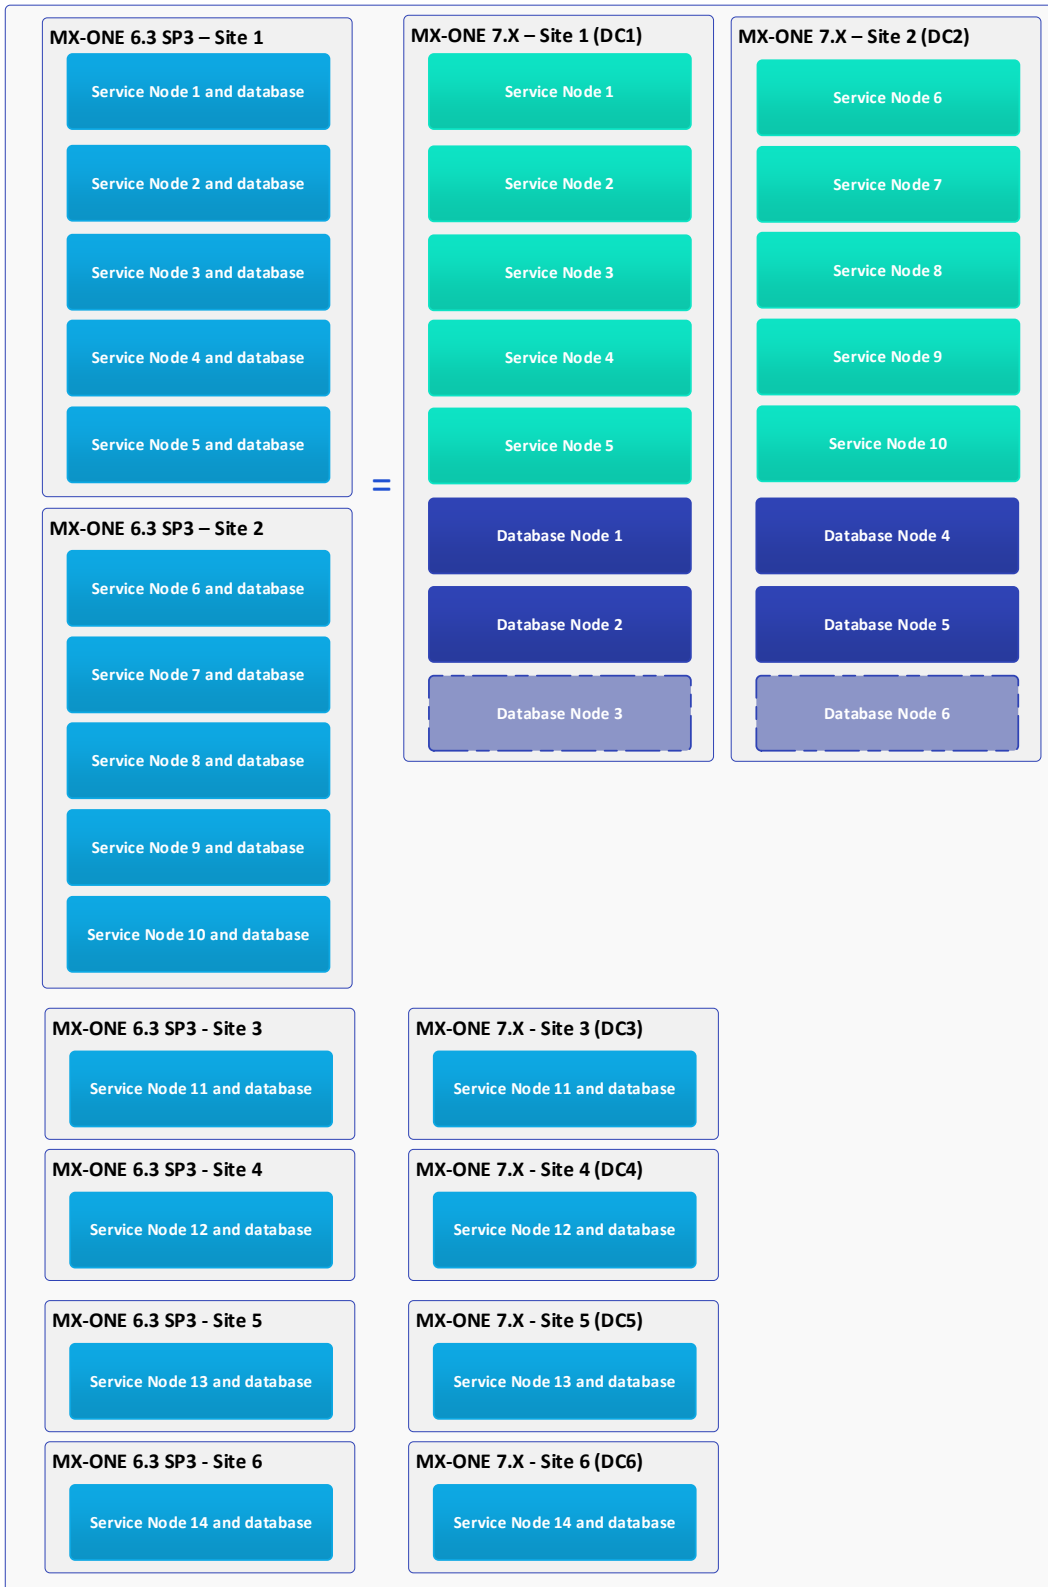 MX-ONE 6.3 SP3 – Site 1
Service Node 1 and database
Service Node 2 and database
Service Node 3 and database
Service Node 4 and database
Service Node 5 and database
MX-ONE 6.3 SP3 – Site 2
Service Node 6 and database
Service Node 7 and database
Service Node 8 and database
Service Node 9 and database
Service Node 10 and database
=
MX-ONE 7.X – Site 1 (DC1)
Service Node 1
Service Node 2
Service Node 3
Service Node 4
Service Node 5
Database Node 1
Database Node 2
Database Node 3
MX-ONE 7.X – Site 2 (DC2)
Service Node 6
Service Node 7
Service Node 8
Service Node 9
Service Node 10
Database Node 4
Database Node 5
Database Node 6
MX-ONE 6.3 SP3 - Site 3
Service Node 11 and database
MX-ONE 7.X - Site 3 (DC3)
Service Node 11 and database
MX-ONE 6.3 SP3 - Site 4
Service Node 12 and database
MX-ONE 7.X - Site 4 (DC4)
Service Node 12 and database
MX-ONE 6.3 SP3 - Site 5
Service Node 13 and database
MX-ONE 7.X - Site 5 (DC5)
Service Node 13 and database
MX-ONE 6.3 SP3 - Site 6
Service Node 14 and database
MX-ONE 7.X - Site 6 (DC6)
Service Node 14 and database